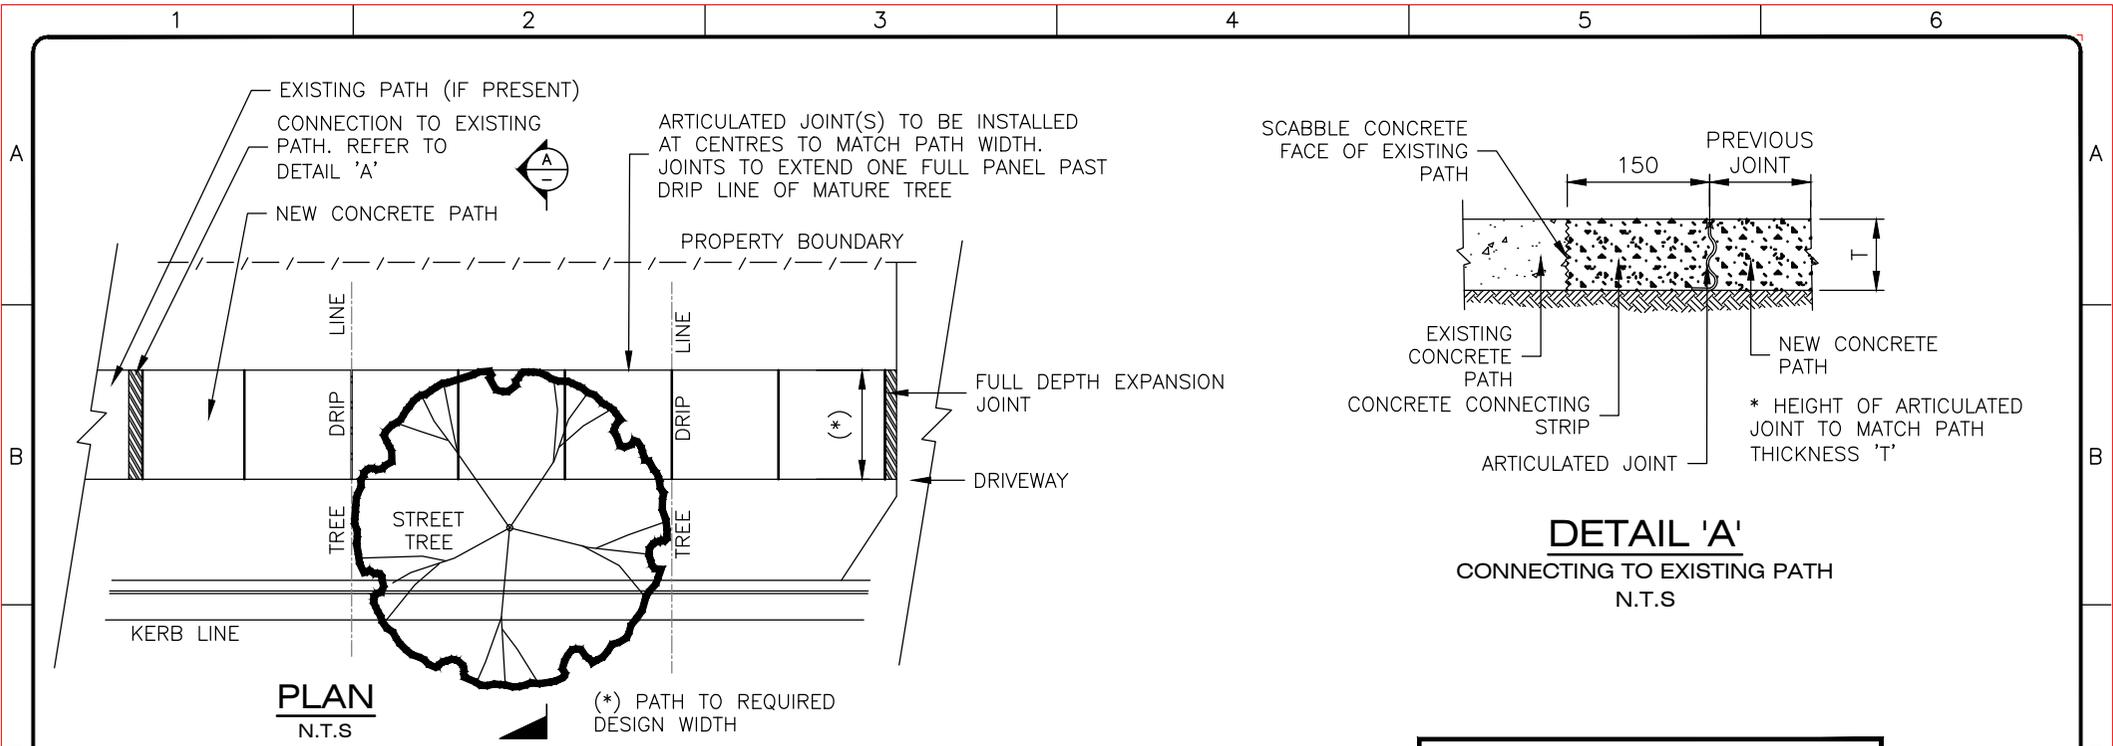 1
2
3
4
5
6
A
B
A
B
EXISTING PATH (IF PRESENT)
CONNECTION TO EXISTING
PATH. REFER TO
DETAIL 'A'
A
–
NEW CONCRETE PATH
ARTICULATED JOINT(S) TO BE INSTALLED
AT CENTRES TO MATCH PATH WIDTH.
JOINTS TO EXTEND ONE FULL PANEL PAST
DRIP LINE OF MATURE TREE
PROPERTY BOUNDARY
TREE DRIP LINE
TREE DRIP LINE
(*)
FULL DEPTH EXPANSION
JOINT
DRIVEWAY
STREET
TREE
KERB LINE
PLAN
N.T.S
(*) PATH TO REQUIRED
DESIGN WIDTH
SCABBLE CONCRETE
FACE OF EXISTING
PATH
150
PREVIOUS
JOINT
T
EXISTING
CONCRETE
PATH
CONCRETE CONNECTING
STRIP
ARTICULATED JOINT
NEW CONCRETE
PATH
* HEIGHT OF ARTICULATED
JOINT TO MATCH PATH
THICKNESS 'T'
DETAIL 'A'
CONNECTING TO EXISTING PATH
N.T.S